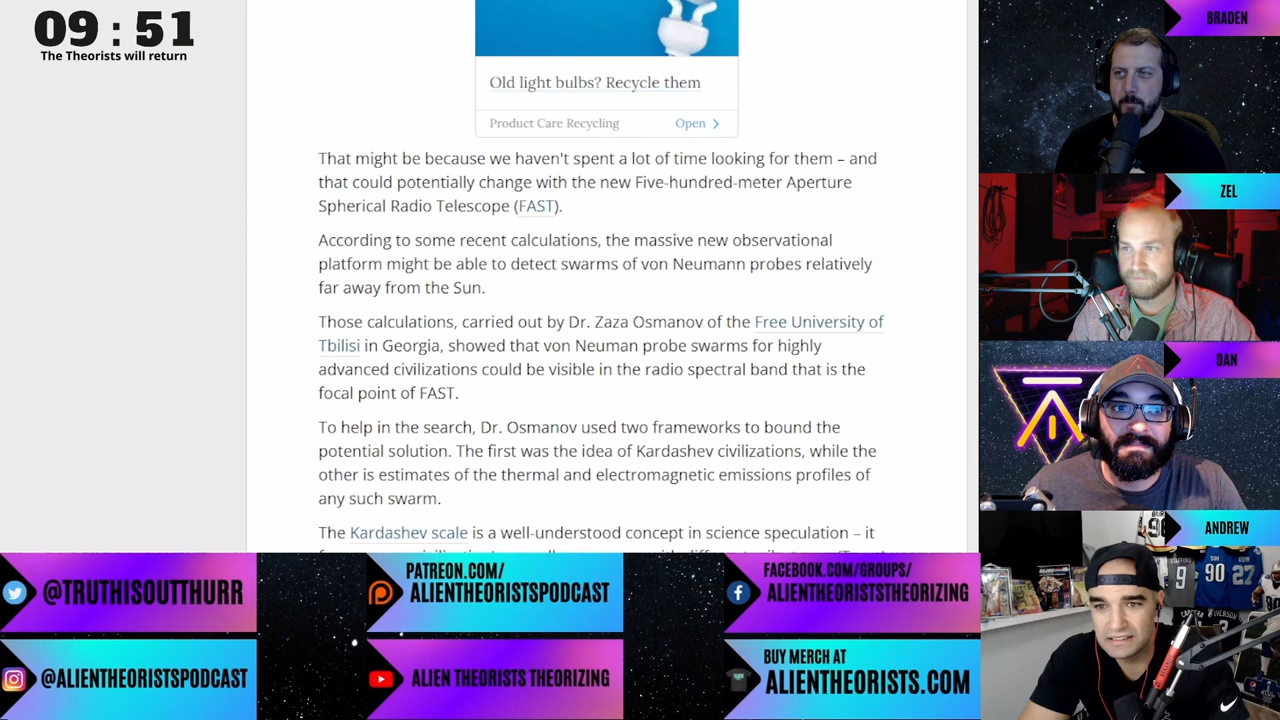 09 : 51
The Theorists will return
Old light bulbs? Recycle them
Product Care Recycling
Open
That might be because we haven't spent a lot of time looking for them – and
that could potentially change with the new Five-hundred-meter Aperture
Spherical Radio Telescope (FAST).
According to some recent calculations, the massive new observational
platform might be able to detect swarms of von Neumann probes relatively
far away from the Sun.
Those calculations, carried out by Dr. Zaza Osmanov of the Free University of
Tbilisi in Georgia, showed that von Neuman probe swarms for highly
advanced civilizations could be visible in the radio spectral band that is the
focal point of FAST.
To help in the search, Dr. Osmanov used two frameworks to bound the
potential solution. The first was the idea of Kardashev civilizations, while the
other is estimates of the thermal and electromagnetic emissions profiles of
any such swarm.
The Kardashev scale is a well-understood concept in science speculation – it
BRADEN
ZEL
DAN
ANDREW
STAFFORD
9
90
27
@TRUTHISOUTTHURR
PATREON.COM/
ALIENTHEORISTSPODCAST
FACEBOOK.COM/GROUPS/
ALIENTHEORISTSTHEORIZING
@ALIENTHEORISTSPODCAST
ALIEN THEORISTS THEORIZING
BUY MERCH AT
ALIENTHEORISTS.COM